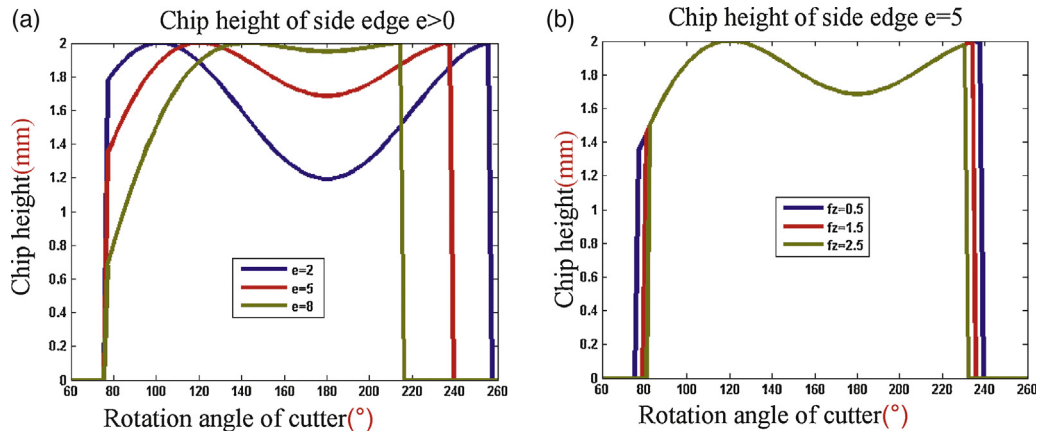 (a)
Chip height of side edge e>0
Chip height(mm)
2
1.8
1.6
1.4
1.2
1
0.8
0.6
0.4
0.2
0
e=2
e=5
e=8
60 80 100 120 140 160 180 200 220 240 260
Rotation angle of cutter(°)
(b)
Chip height of side edge e=5
Chip height(mm)
2
1.8
1.6
1.4
1.2
1
0.8
0.6
0.4
0.2
0
fz=0.5
fz=1.5
fz=2.5
60 80 100 120 140 160 180 200 220 240 260
Rotation angle of cutter(°)